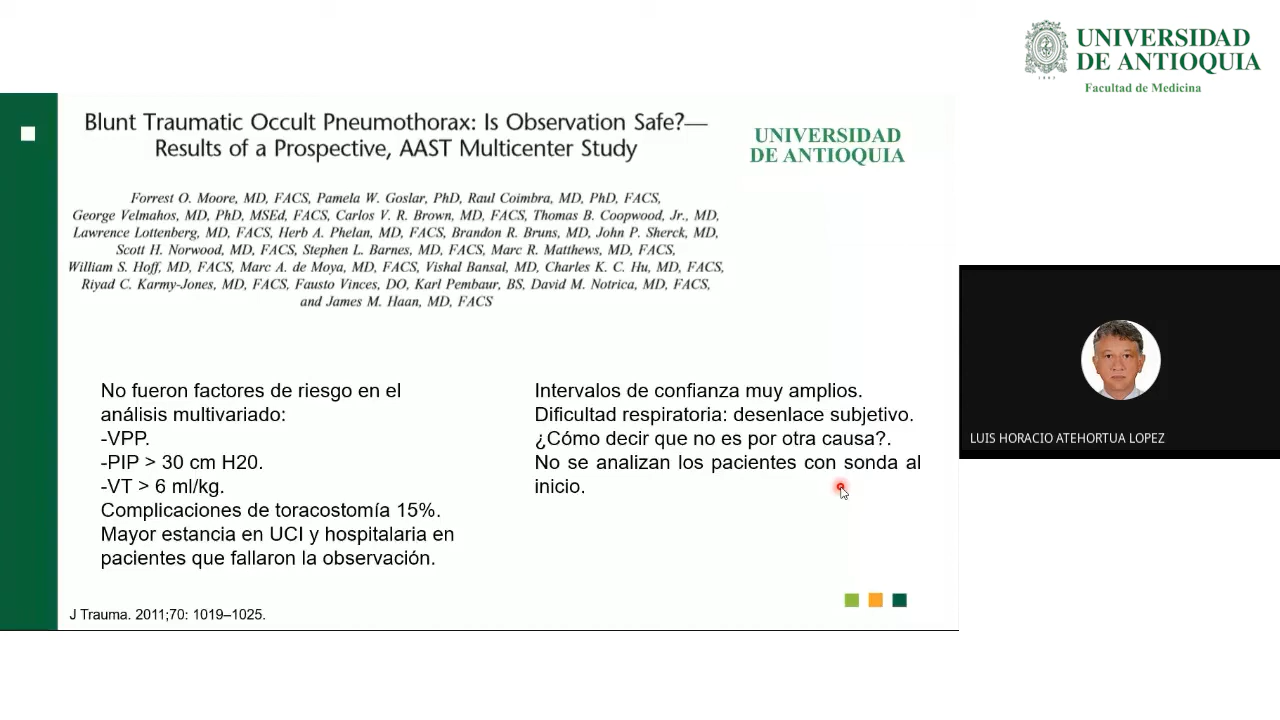 UNIVERSIDAD
DE ANTIOQUIA
1803
Facultad de Medicina
Blunt Traumatic Occult Pneumothorax: Is Observation Safe?—
Results of a Prospective, AAST Multicenter Study
UNIVERSIDAD
DE ANTIOQUIA
Forrest O. Moore, MD, FACS, Pamela W. Goslar, PhD, Raul Coimbra, MD, PhD, FACS,
George Velmahos, MD, PhD, MSEd, FACS, Carlos V. R. Brown, MD, FACS, Thomas B. Coopwood, Jr., MD,
Lawrence Lottenberg, MD, FACS, Herb A. Phelan, MD, FACS, Brandon R. Bruns, MD, John P. Sherck, MD,
Scott H. Norwood, MD, FACS, Stephen L. Barnes, MD, FACS, Marc R. Matthews, MD, FACS,
William S. Hoff, MD, FACS, Marc A. de Moya, MD, FACS, Vishal Bansal, MD, Charles K. C. Hu, MD, FACS,
Riyad C. Karmy-Jones, MD, FACS, Fausto Vinces, DO, Karl Pembaur, BS, David M. Notrica, MD, FACS,
and James M. Haan, MD, FACS
No fueron factores de riesgo en el
análisis multivariado:
-VPP.
-PIP > 30 cm H20.
-VT > 6 ml/kg.
Complicaciones de toracostomía 15%.
Mayor estancia en UCI y hospitalaria en
pacientes que fallaron la observación.
Intervalos de confianza muy amplios.
Dificultad respiratoria: desenlace subjetivo.
¿Cómo decir que no es por otra causa?.
No se analizan los pacientes con sonda al
inicio.
J Trauma. 2011;70: 1019–1025.
LUIS HORACIO ATEHORTUA LOPEZ